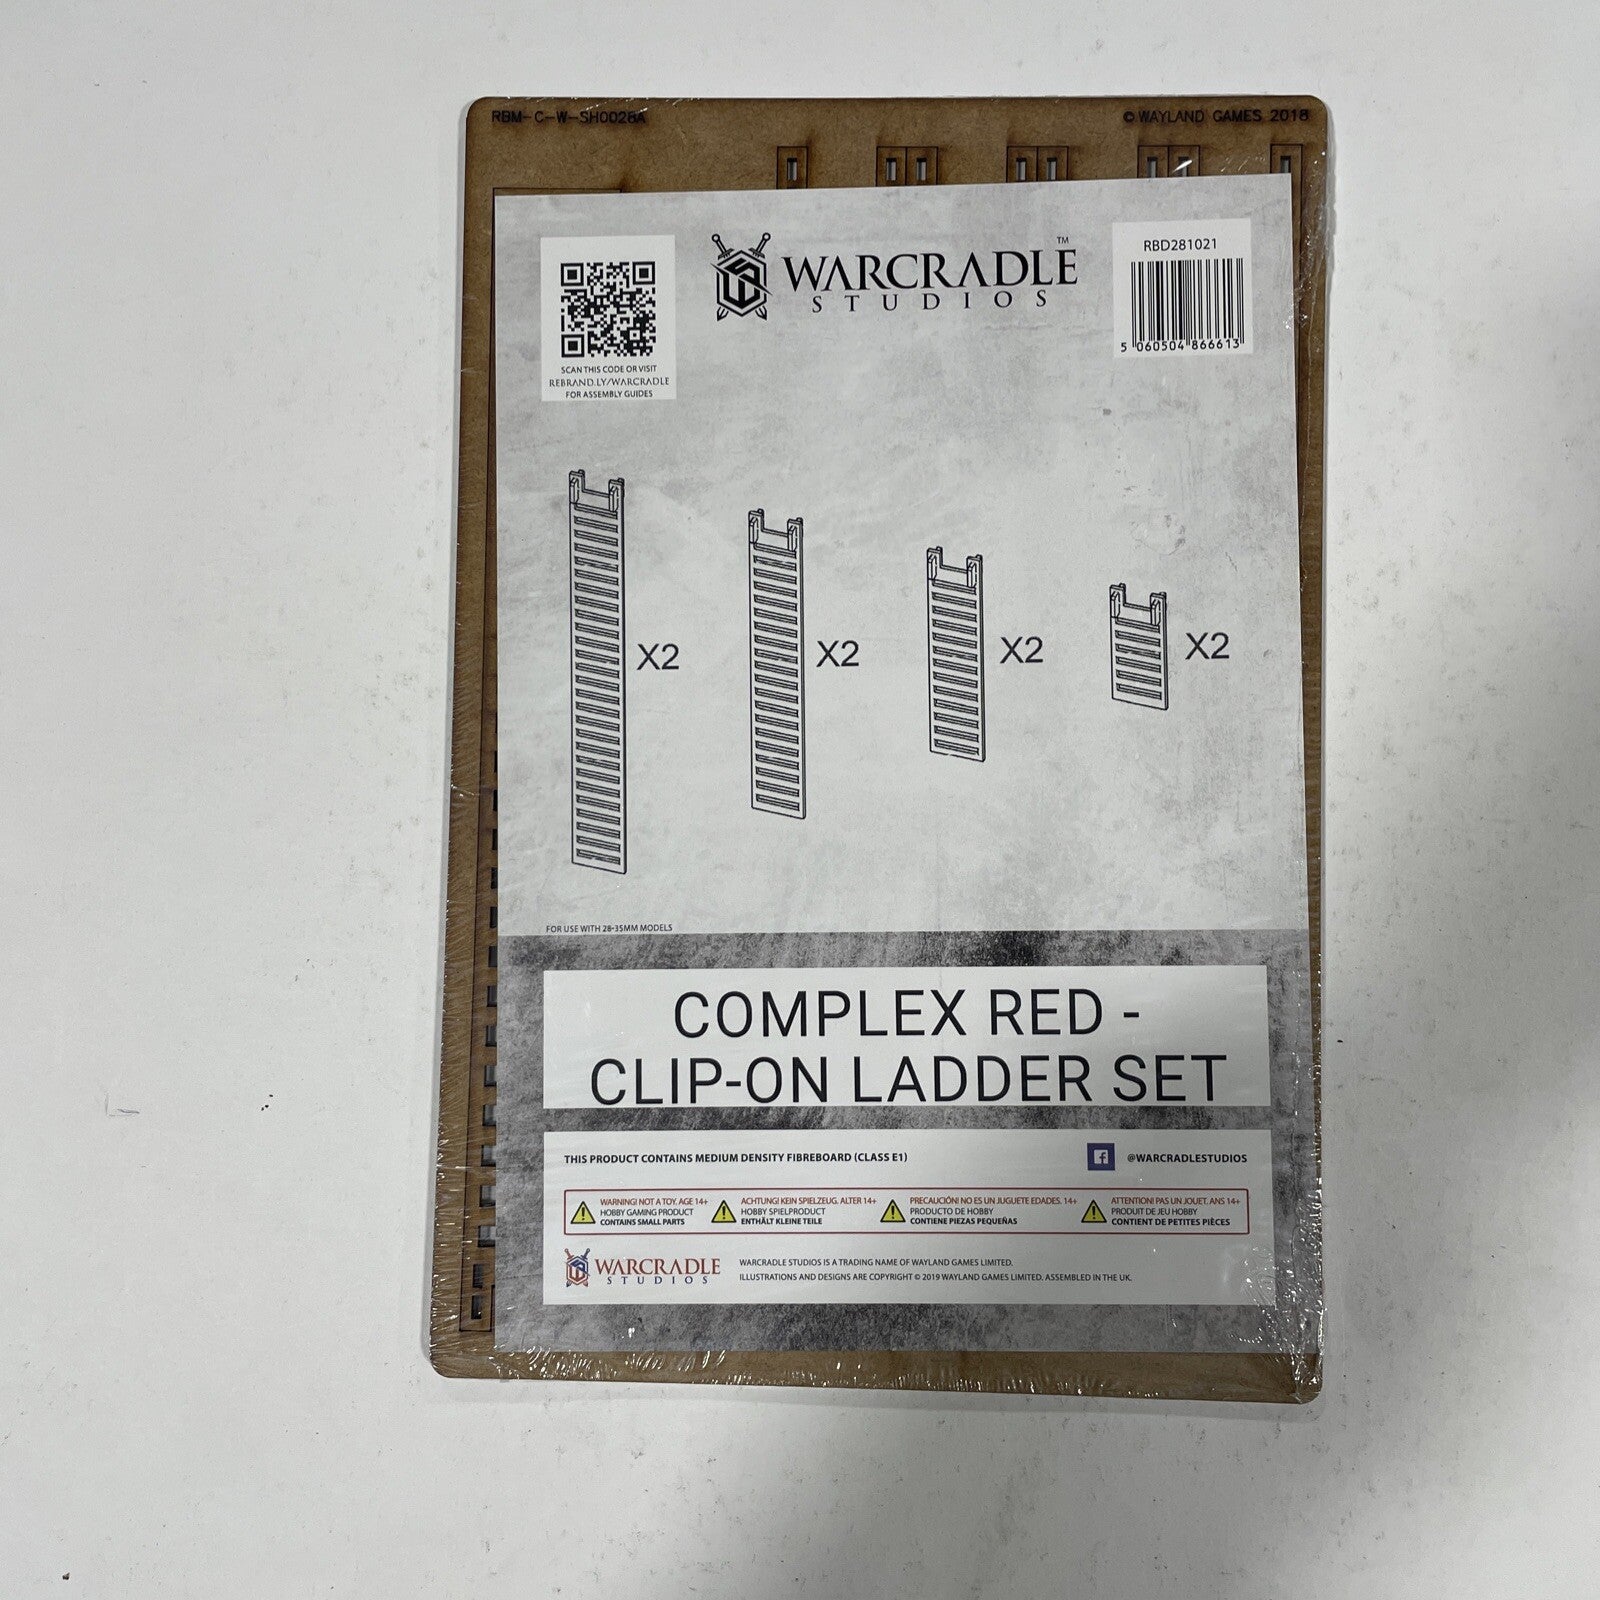 RBM-C-W-SH0028A
© WAYLAND GAMES 2018
WARCRADLE™
STUDIOS
RBD281021
5 060504 866613
SCAN THIS CODE OR VISIT
REBRAND.LY/WARCRADLE
FOR ASSEMBLY GUIDES
X2
X2
X2
X2
FOR USE WITH 28-35MM MODELS
COMPLEX RED -
CLIP-ON LADDER SET
THIS PRODUCT CONTAINS MEDIUM DENSITY FIBREBOARD (CLASS E1)
@WARCRADLESTUDIOS
WARNING! NOT A TOY. AGE 14+
HOBBY GAMING PRODUCT
CONTAINS SMALL PARTS
ACHTUNG! KEIN SPIELZEUG. ALTER 14+
HOBBY SPIELPRODUCT
ENTHÄLT KLEINE TEILE
PRECAUCIÓN! NO ES UN JUGUETE EDADES. 14+
PRODUCTO DE HOBBY
CONTIENE PIEZAS PEQUEÑAS
ATTENTION! PAS UN JOUET. ANS 14+
PRODUIT DE JEU HOBBY
CONTIENT DE PETITES PIÈCES
WARCRADLE
STUDIOS
WARCRADLE STUDIOS IS A TRADING NAME OF WAYLAND GAMES LIMITED.
ILLUSTRATIONS AND DESIGNS ARE COPYRIGHT © 2019 WAYLAND GAMES LIMITED. ASSEMBLED IN THE UK.